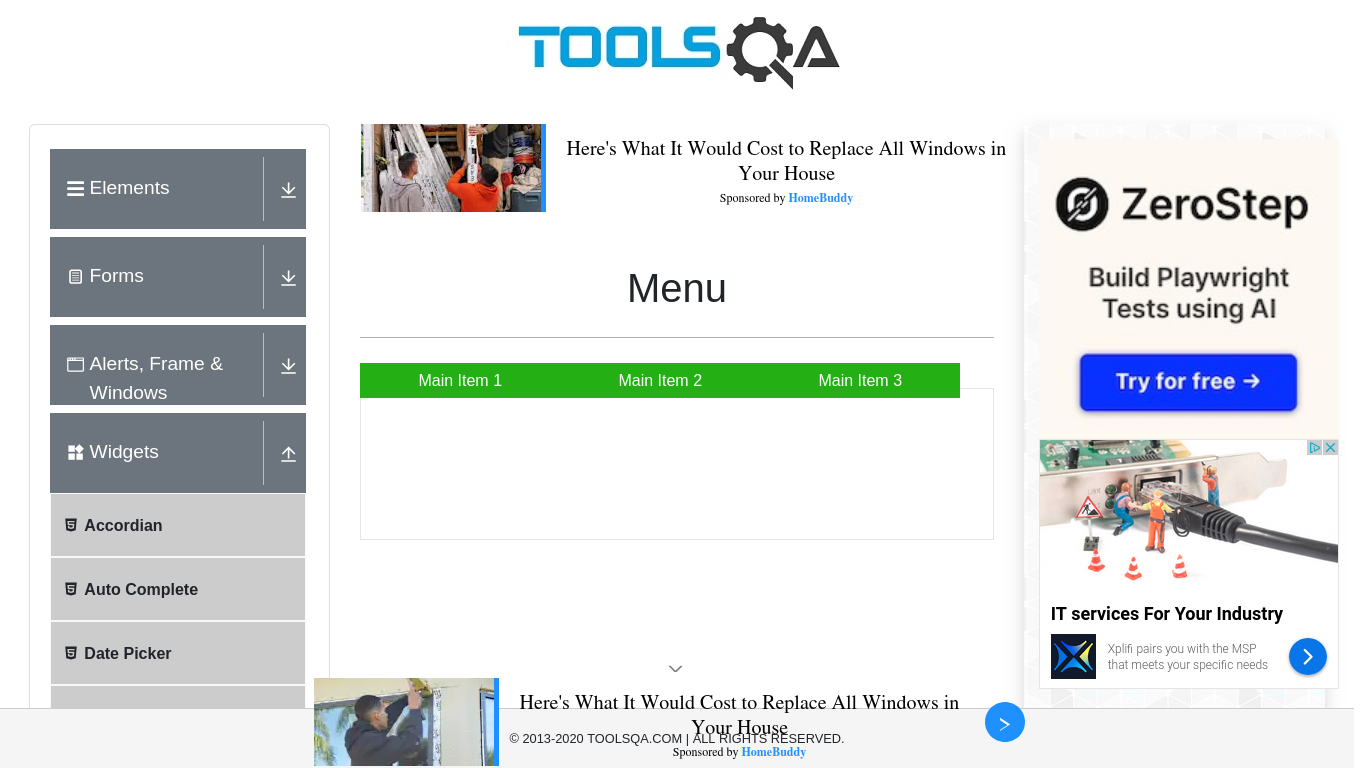 TOOLSQA
Elements
Forms
Alerts, Frame &
Windows
Widgets
Accordian
Auto Complete
Date Picker
Here's What It Would Cost to Replace All Windows in
Your House
Sponsored by HomeBuddy
Menu
Main Item 1
Main Item 2
Main Item 3
ZeroStep
Build Playwright
Tests using AI
Try for free →
IT services For Your Industry
Xplifi pairs you with the MSP
that meets your specific needs
Here's What It Would Cost to Replace All Windows in
Your House
© 2013-2020 TOOLSQA.COM | ALL RIGHTS RESERVED.
Sponsored by HomeBuddy